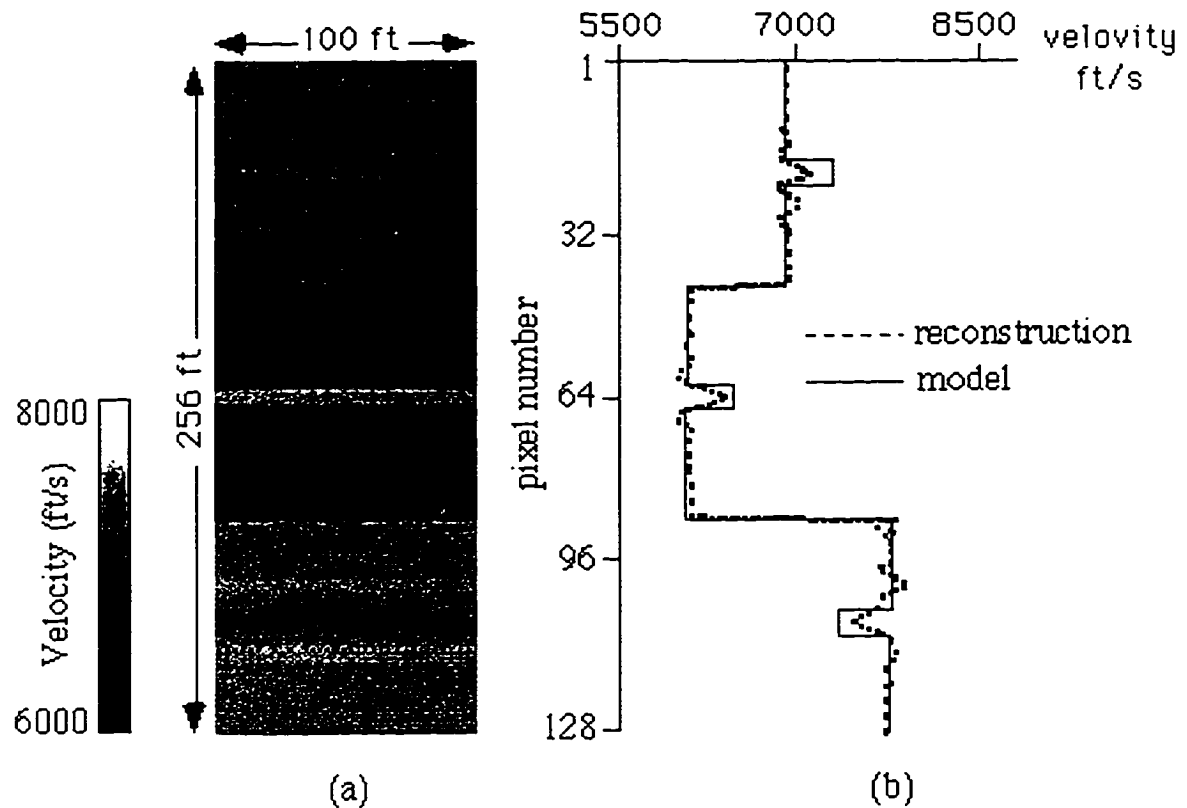 100 ft
256 ft
8000
Velocity (ft/s)
6000
(a)
5500 7000 8500 velovity
ft/s
1
32
64
96
128
pixel number
reconstruction
model
(b)